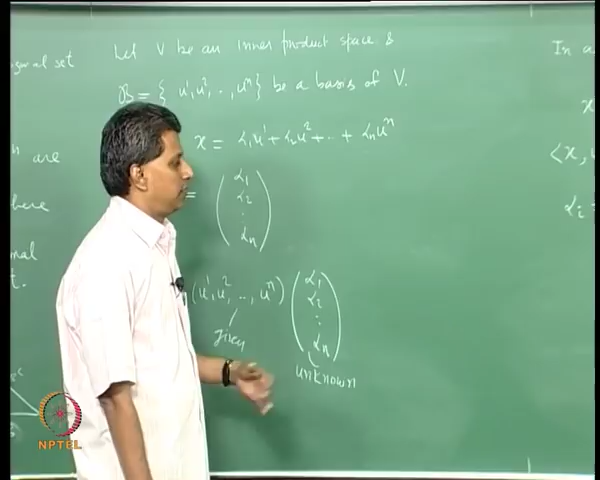 Let V be an inner product space &
ℬ = { u¹, u², .., uⁿ } be a basis of V.
x = α₁u¹ + α₂u² + .. + αₙuⁿ
= (α₁
α₂
:
αₙ)
(u¹, u², .., uⁿ) (α₁
α₂
:
αₙ)
given
unknown
In a
x
<x, u
αᵢ =
set
are
here
NPTEL